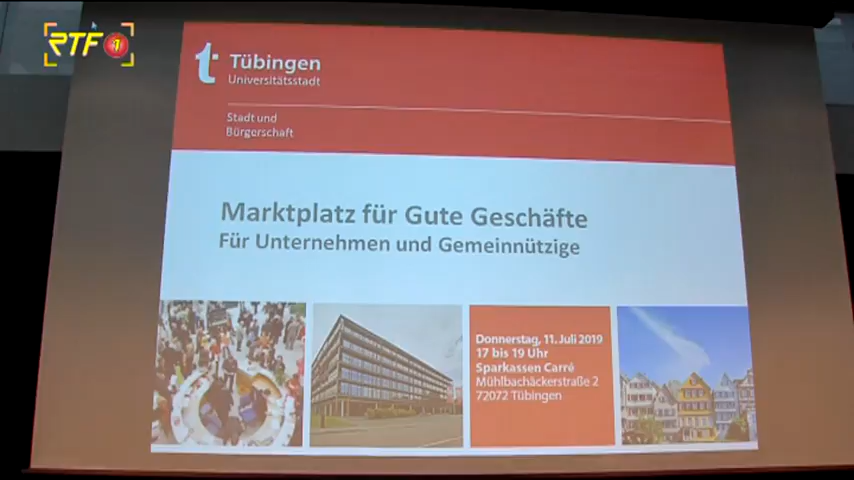 RTF 1
t Tübingen
Universitätsstadt
Stadt und
Bürgerschaft
Marktplatz für Gute Geschäfte
Für Unternehmen und Gemeinnützige
Donnerstag, 11. Juli 2019
17 bis 19 Uhr
Sparkassen Carré
Mühlbachäckerstraße 2
72072 Tübingen